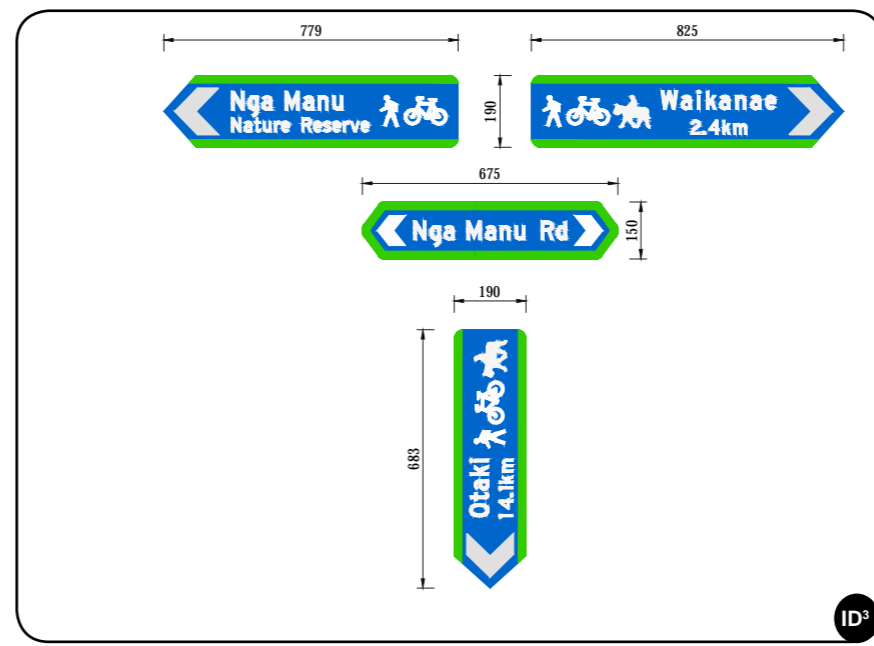 779
825
Nga Manu
Nature Reserve
190
Waikanae
2.4km
675
Nga Manu Rd
150
190
683
Otaki
14.1km
ID³